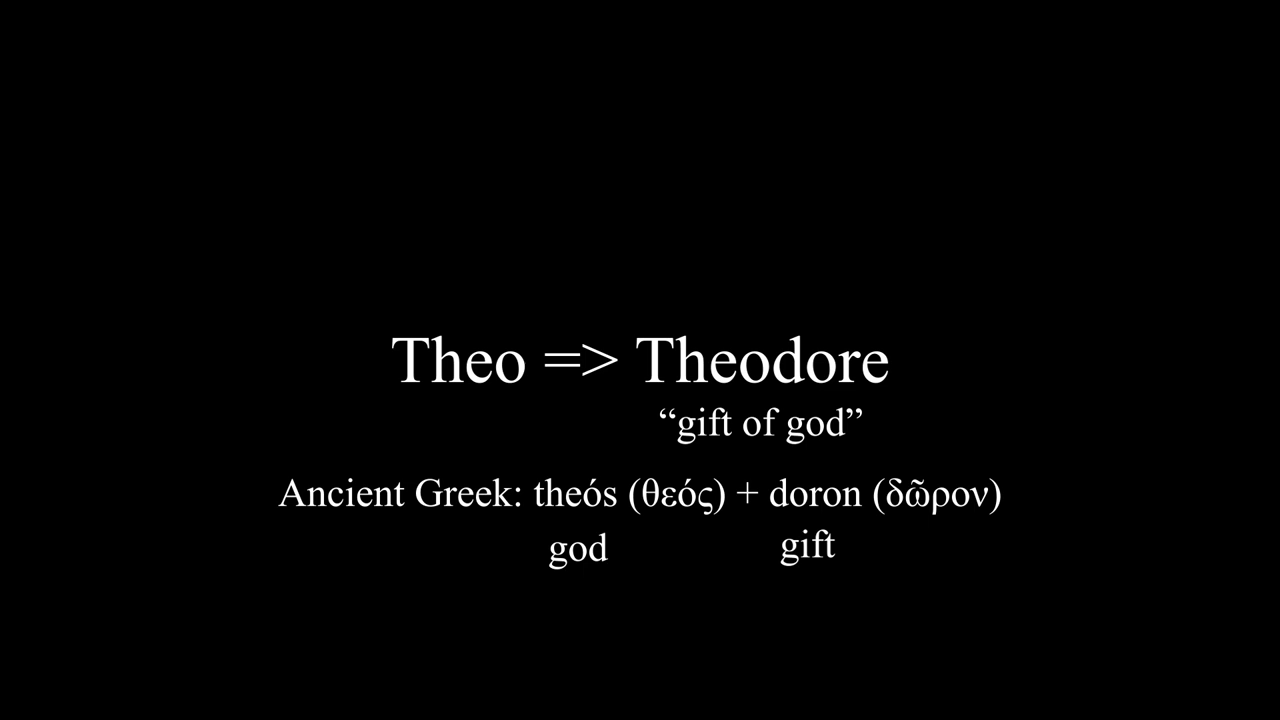 Theo => Theodore
“gift of god”
Ancient Greek: theós (θεός) + doron (δῶρον)
god gift